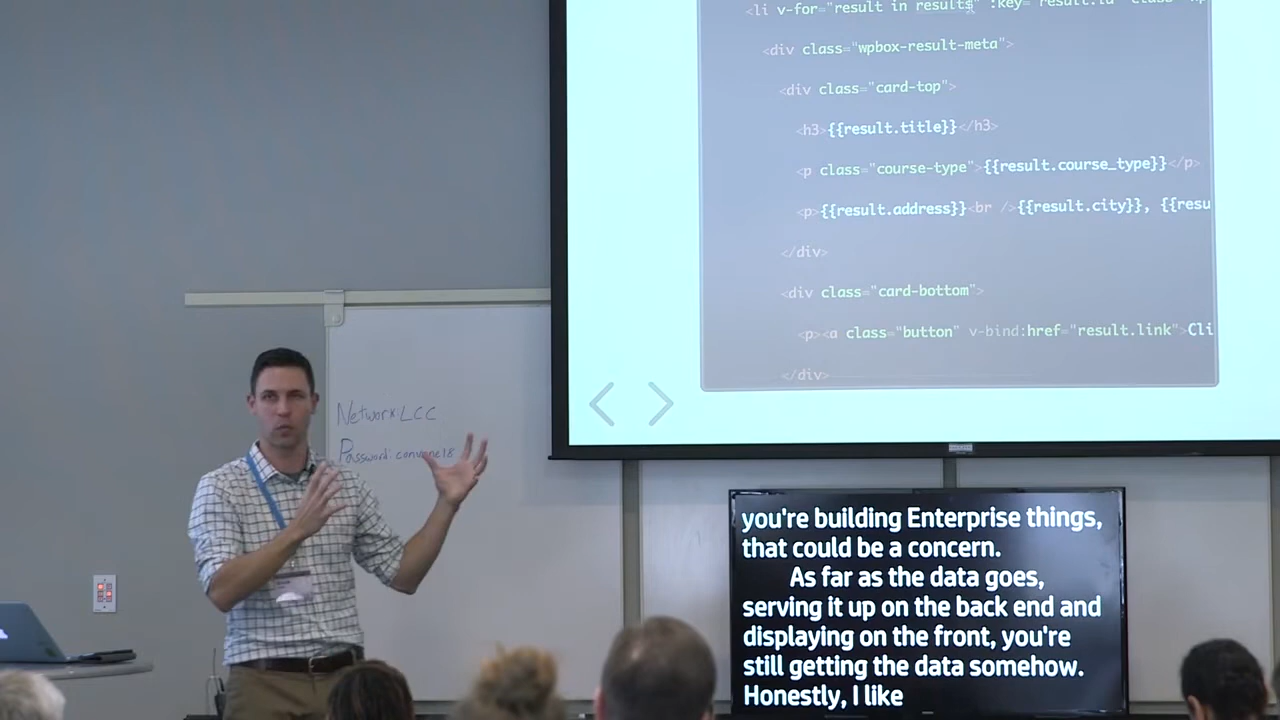 <li v-for="result in results" :key="result.id" class=
<div class="wpbox-result-meta">
<div class="card-top">
<h3>{{result.title}}</h3>
<p class="course-type">{{result.course_type}}</p>
<p>{{result.address}}<br />{{result.city}}, {{resu
</div>
<div class="card-bottom">
<p><a class="button" v-bind:href="result.link">Cli
</div>
Network: LCC
Password:
you're building Enterprise things,
that could be a concern.
As far as the data goes,
serving it up on the back end and
displaying on the front, you're
still getting the data somehow.
Honestly, I like